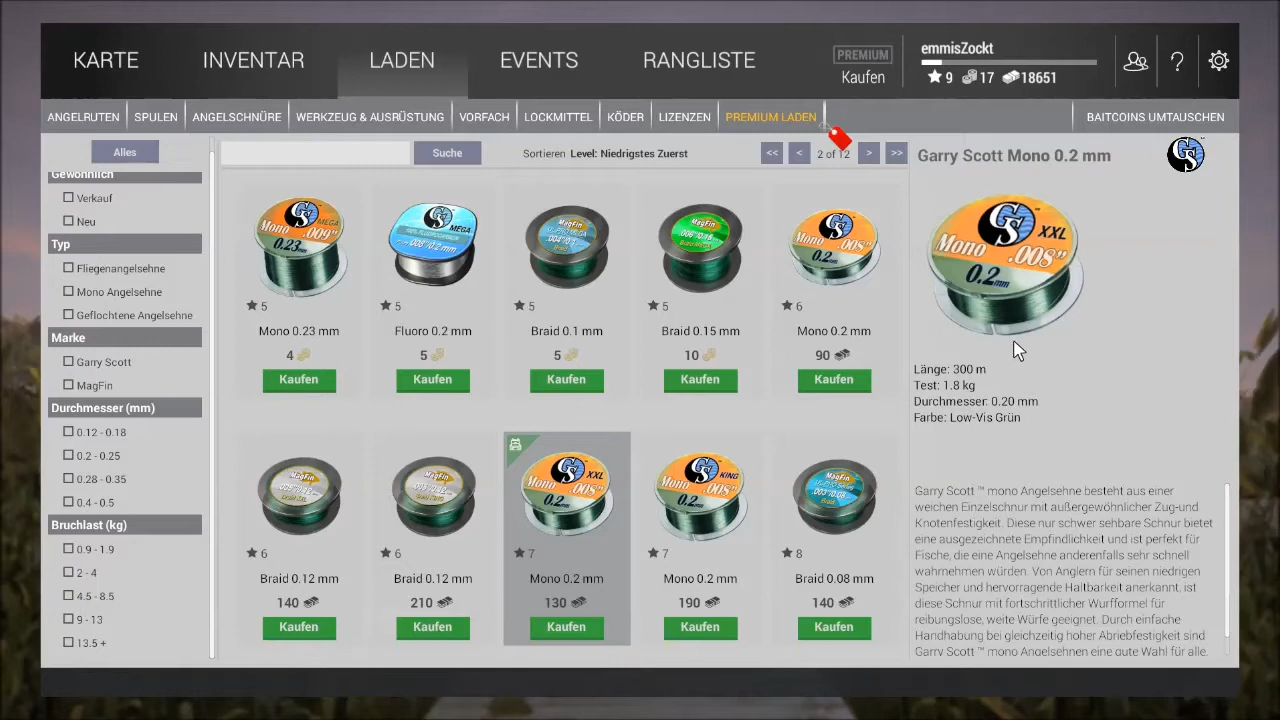 KARTE
INVENTAR
LADEN
EVENTS
RANGLISTE
PREMIUM
Kaufen
emmisZockt
9 17 18651
ANGELRUTEN
SPULEN
ANGELSCHNÜRE
WERKZEUG & AUSRÜSTUNG
VORFACH
LOCKMITTEL
KÖDER
LIZENZEN
PREMIUM LADEN
BAITCOINS UMTAUSCHEN
Alles
Gewöhnlich
Verkauf
Neu
Typ
Fliegenangelsehne
Mono Angelsehne
Geflochtene Angelsehne
Marke
Garry Scott
MagFin
Durchmesser (mm)
0.12 - 0.18
0.2 - 0.25
0.28 - 0.35
0.4 - 0.5
Bruchlast (kg)
0.9 - 1.9
2 - 4
4.5 - 8.5
9 - 13
13.5 +
Suche
Sortieren Level: Niedrigstes Zuerst
<< < 2 of 12 > >>
5
Mono 0.23 mm
4
Kaufen
5
Fluoro 0.2 mm
5
Kaufen
5
Braid 0.1 mm
5
Kaufen
5
Braid 0.15 mm
10
Kaufen
6
Mono 0.2 mm
90
Kaufen
6
Braid 0.12 mm
140
Kaufen
6
Braid 0.12 mm
210
Kaufen
7
Mono 0.2 mm
130
Kaufen
7
Mono 0.2 mm
190
Kaufen
8
Braid 0.08 mm
140
Kaufen
Garry Scott Mono 0.2 mm
GS
XXL
Mono .008"
0.2mm
Länge: 300 m
Test: 1.8 kg
Durchmesser: 0.20 mm
Farbe: Low-Vis Grün
Garry Scott ™ mono Angelsehne besteht aus einer
weichen Einzelschnur mit außergewöhnlicher Zug-und
Knotenfestigkeit. Diese nur schwer sehbare Schnur bietet
eine ausgezeichnete Empfindlichkeit und ist perfekt für
Fische, die eine Angelsehne anderenfalls sehr schnell
wahrnehmen würden. Von Anglern für seinen niedrigen
Speicher und hervorragende Haltbarkeit anerkannt, ist
diese Schnur mit fortschrittlicher Wurfformel für
reibungslose, weite Würfe geeignet. Durch einfache
Handhabung bei gleichzeitig hoher Abriebfestigkeit sind
Garry Scott ™ mono Angelsehnen eine gute Wahl für alle.